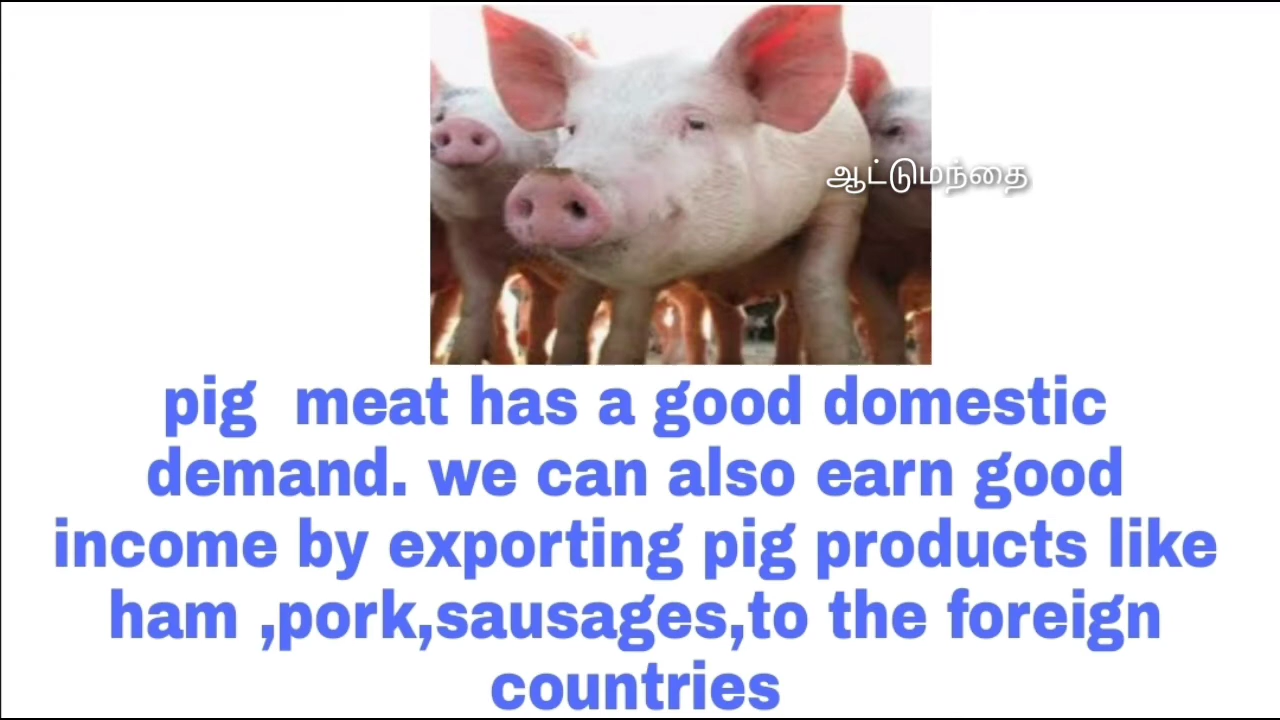 ஆட்டுமந்தை
pig  meat has a good domestic
demand. we can also earn good
income by exporting pig products like
ham ,pork,sausages,to the foreign
countries